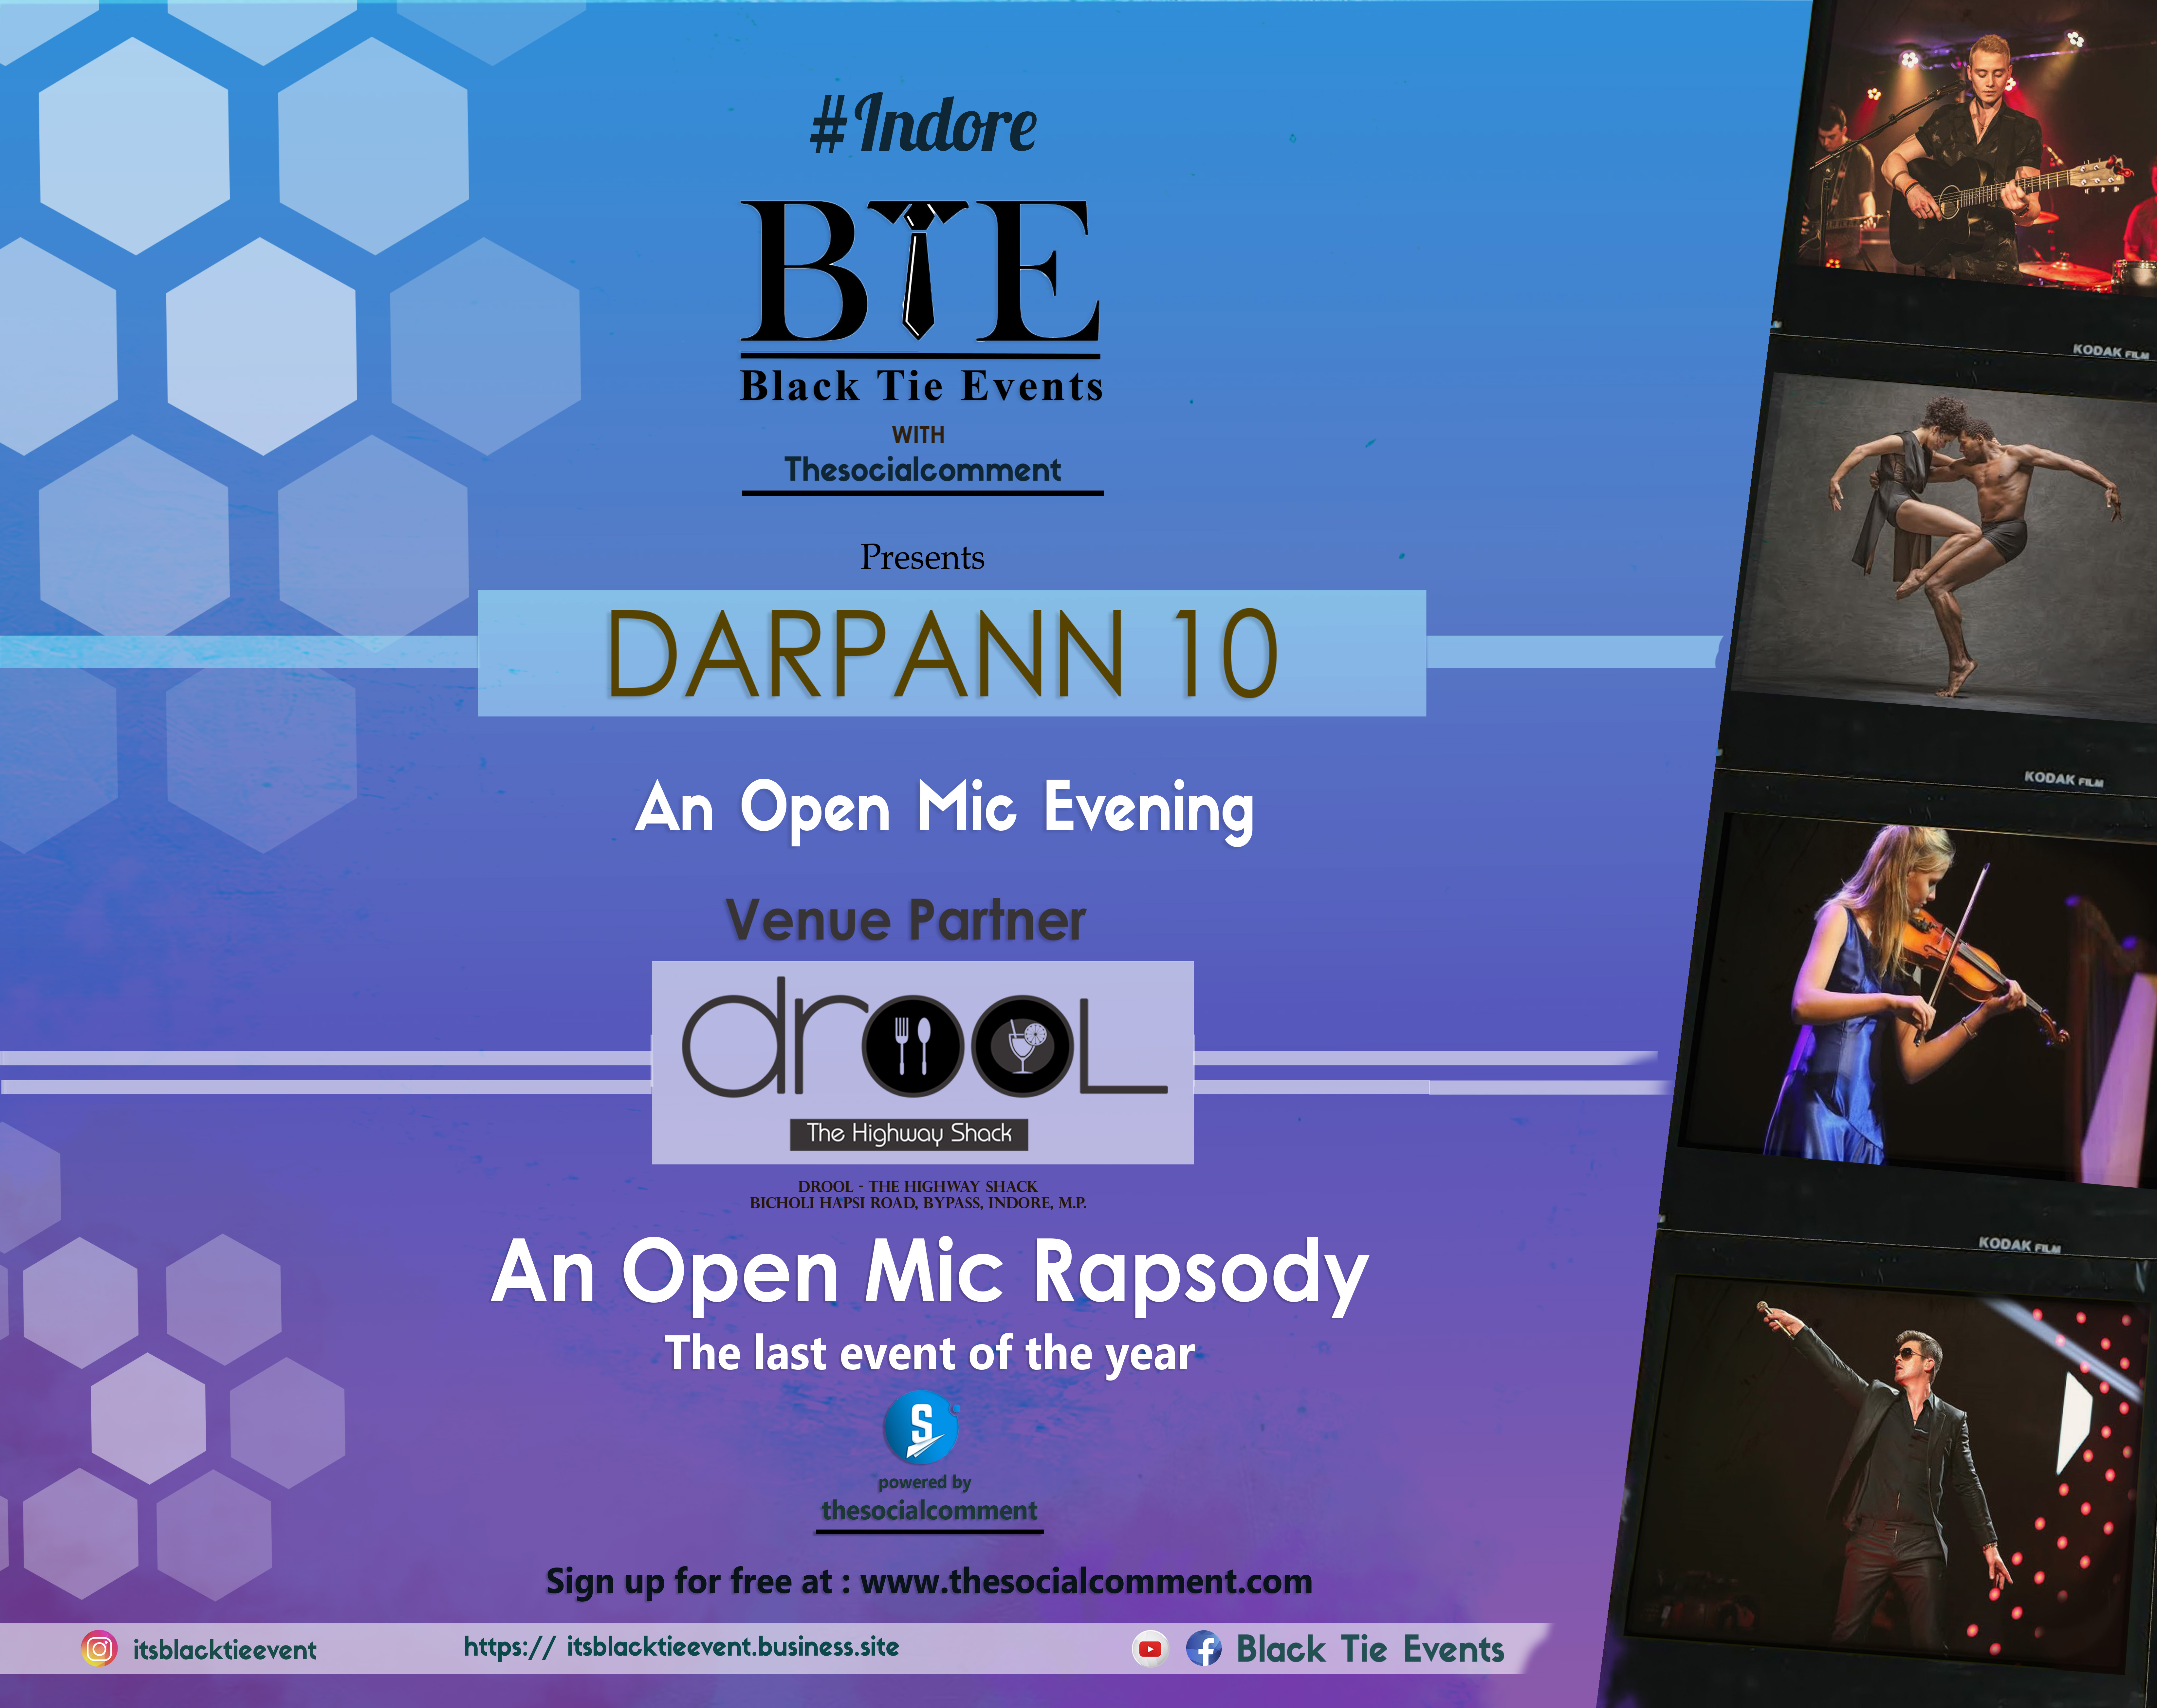 #Indore
BTE
Black Tie Events
WITH
Thesocialcomment
Presents
DARPANN 10
An Open Mic Evening
Venue Partner
drooL
The Highway Shack
DROOL - THE HIGHWAY SHACK
BICHOLI HAPSI ROAD, BYPASS, INDORE, M.P.
An Open Mic Rapsody
The last event of the year
S
powered by
thesocialcomment
Sign up for free at : www.thesocialcomment.com
itsblacktieevent
https:// itsblacktieevent.business.site
Black Tie Events
KODAK FILM
KODAK FILM
KODAK FILM